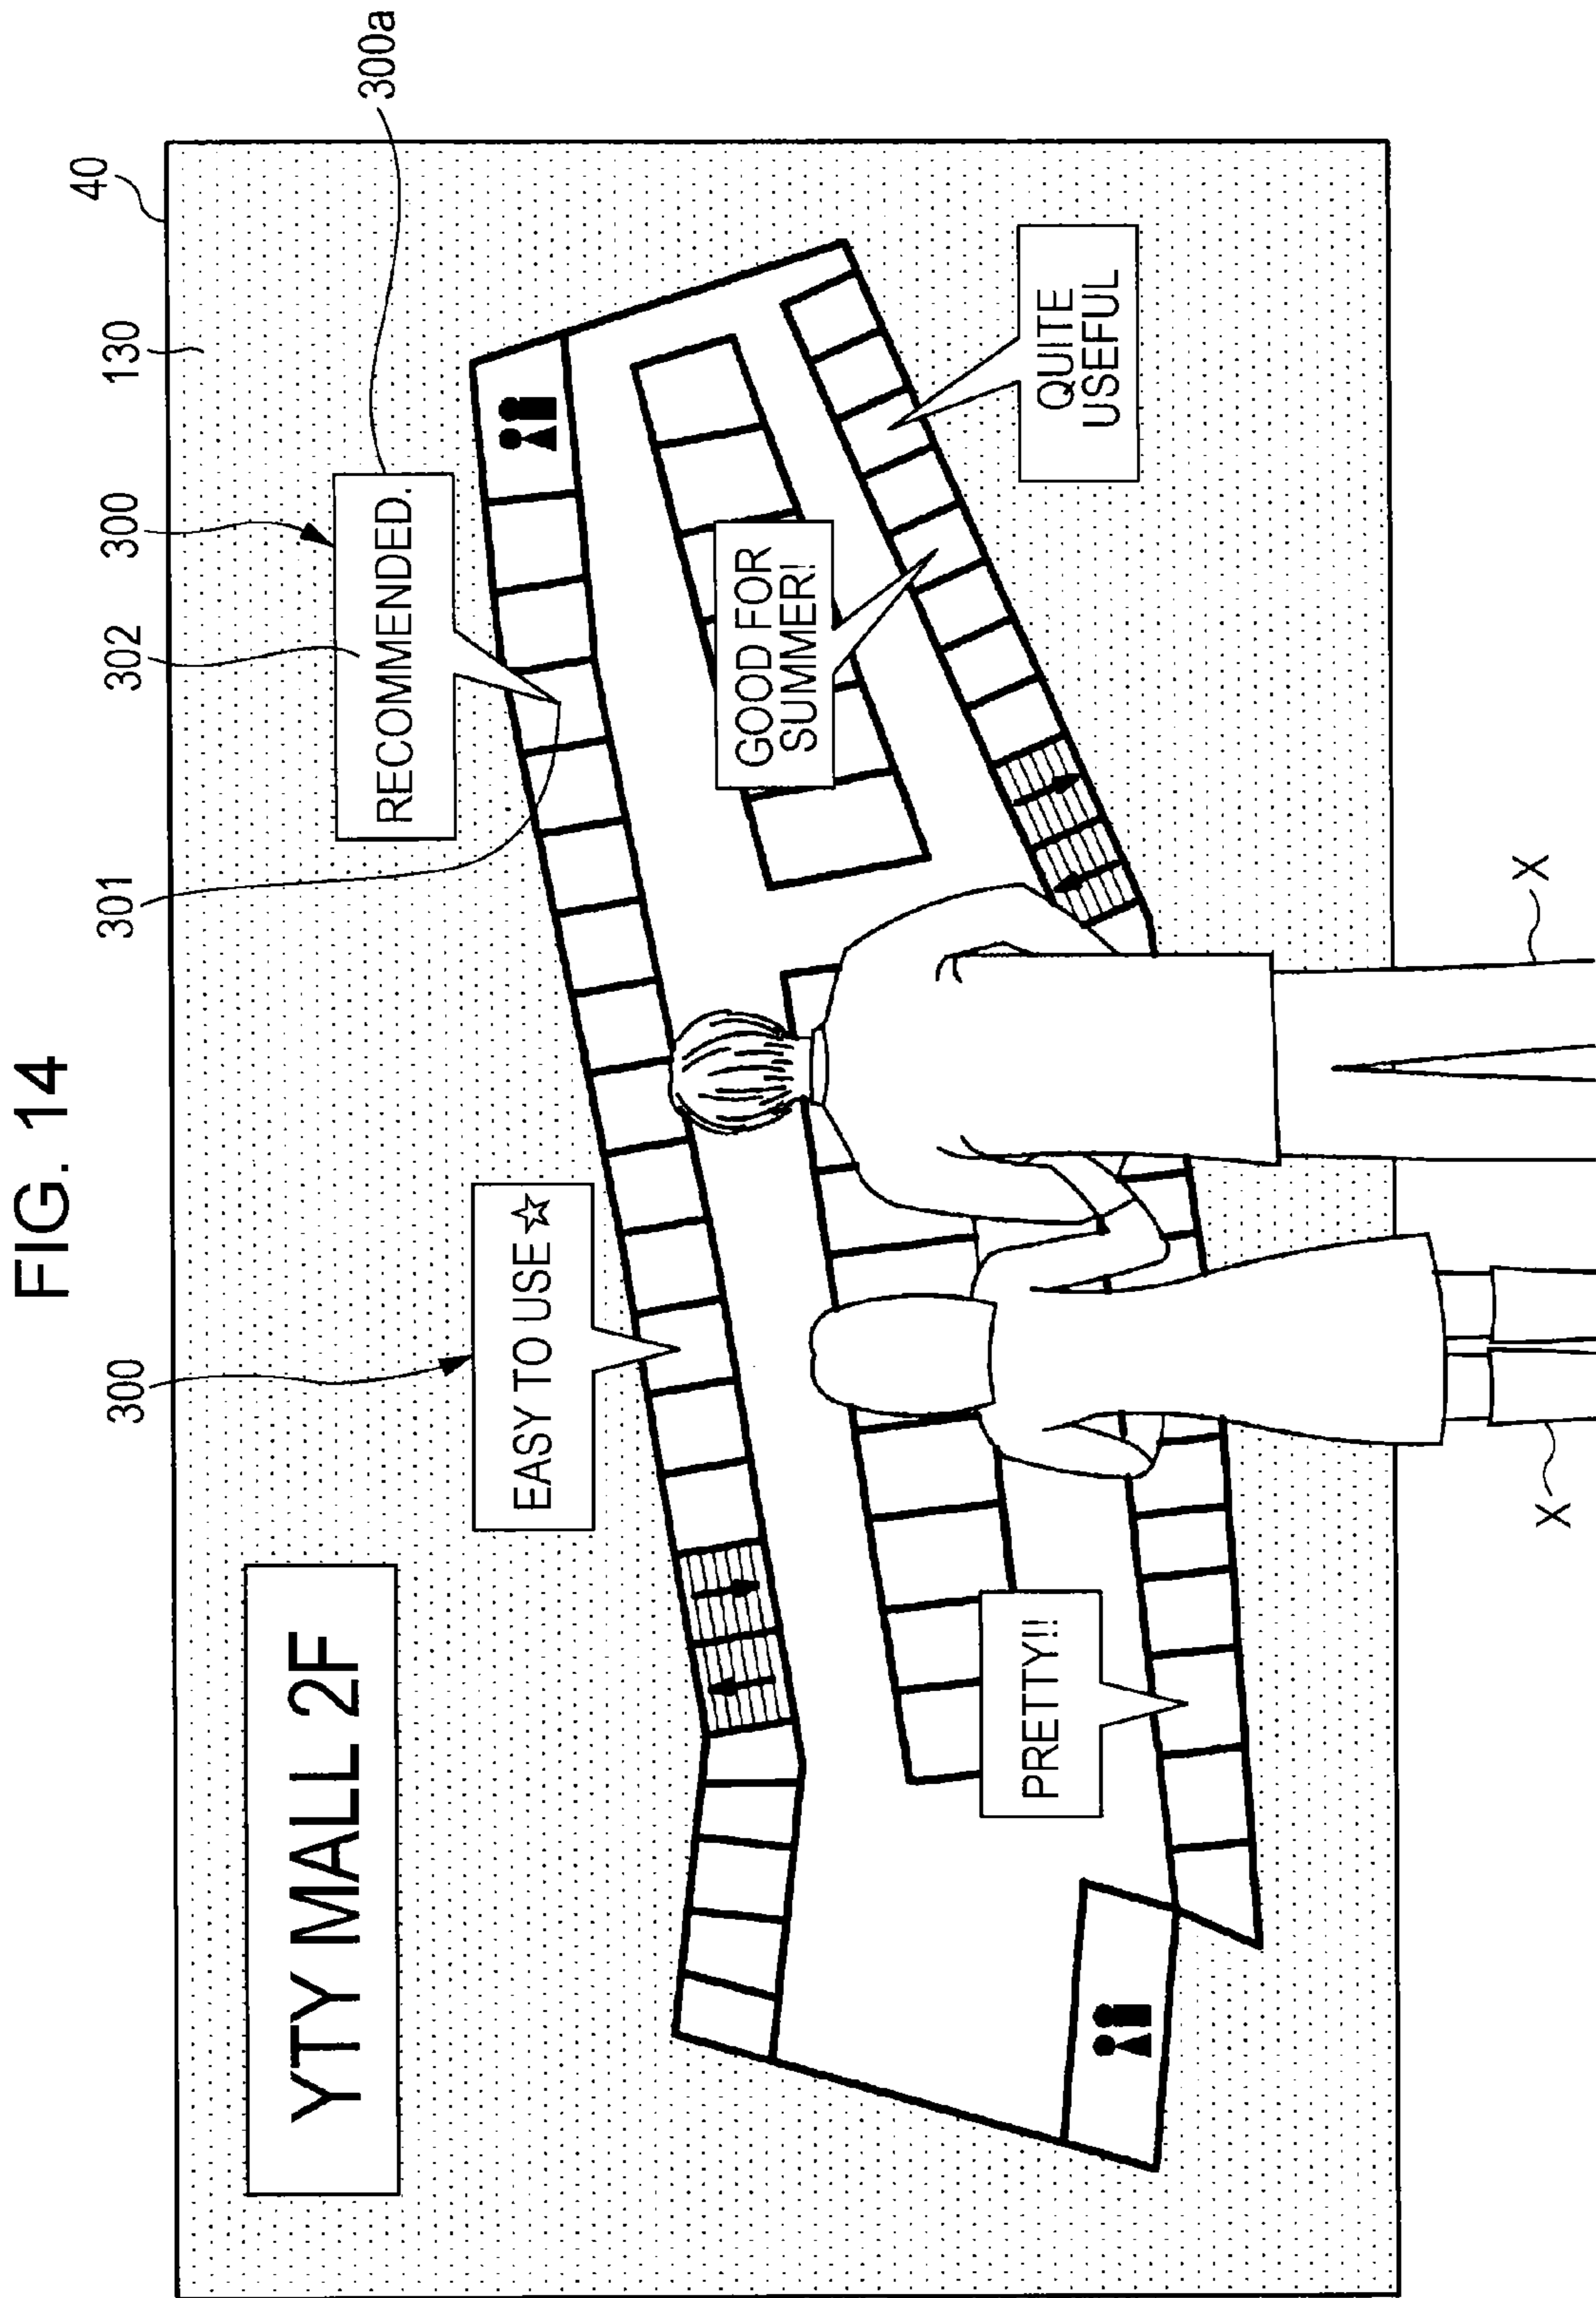 FIG. 14
40
130
300
300a
302
301
300
YTY MALL 2F
RECOMMENDED.
EASY TO USE☆
GOOD FOR
SUMMER!
QUITE
USEFUL
PRETTY!!
X
X